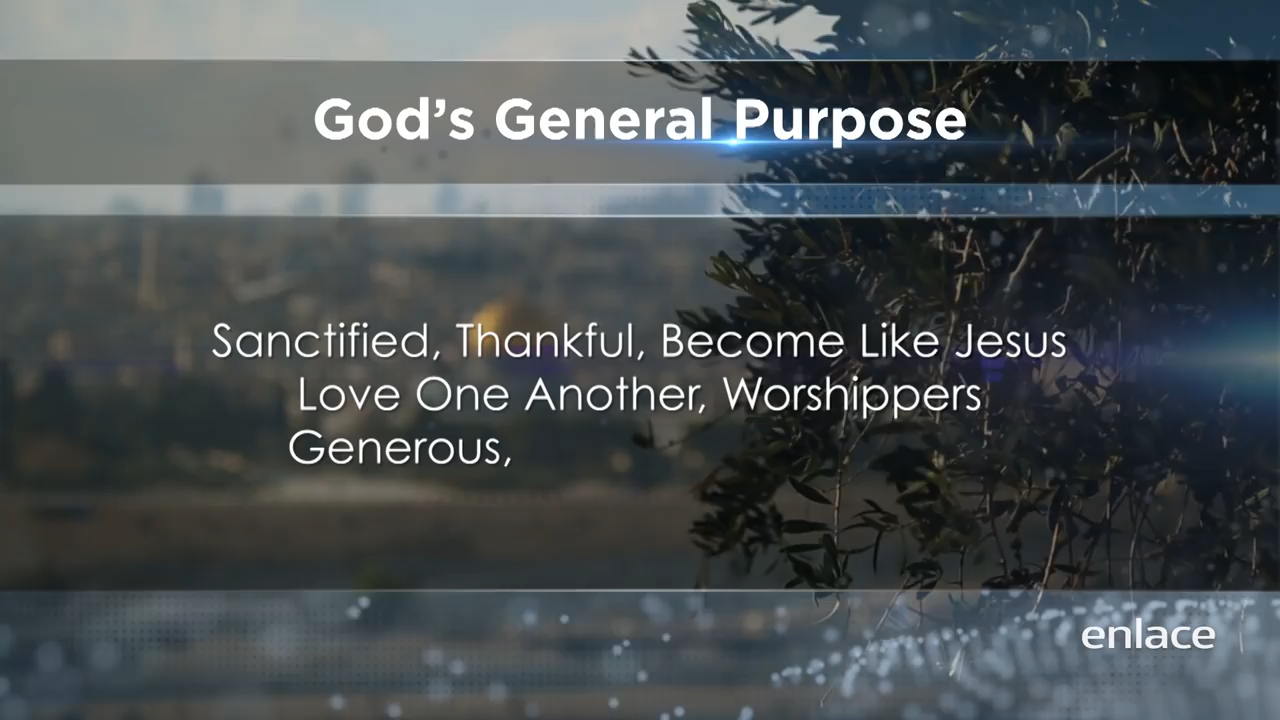 God’s General Purpose
Sanctified, Thankful, Become Like Jesus
Love One Another, Worshippers
Generous,
enlace